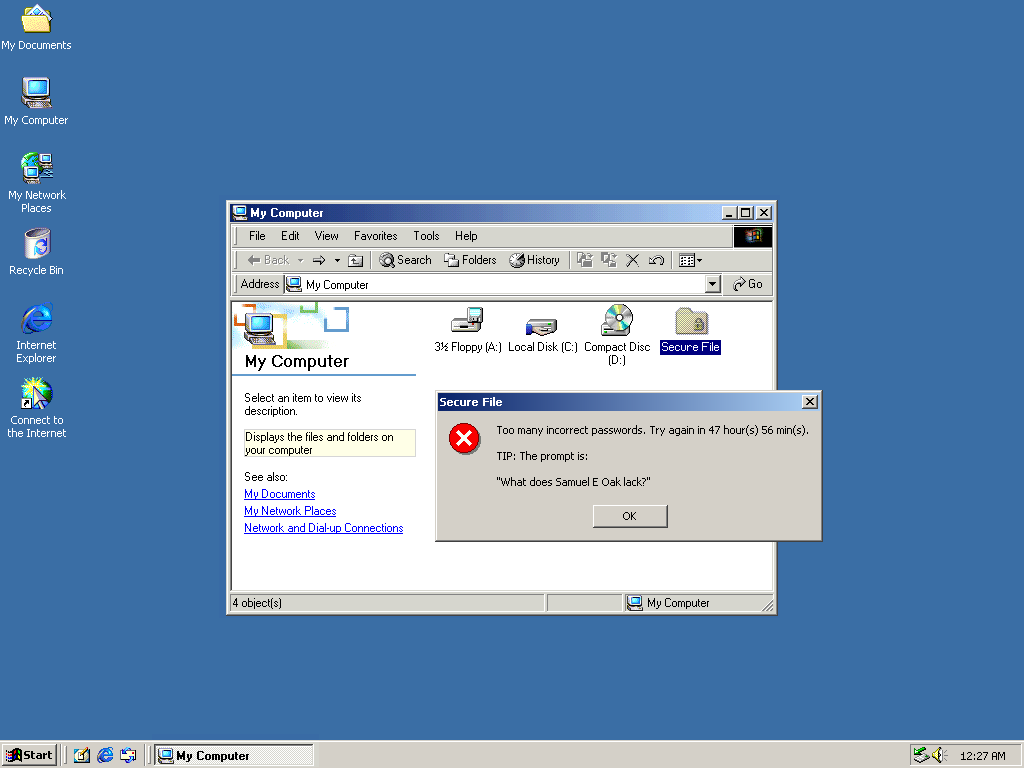 My Documents
My Computer
My Network
Places
Recycle Bin
Internet
Explorer
Connect to
the Internet
My Computer
File Edit View Favorites Tools Help
Back Search Folders History
Address My Computer Go
My Computer
Select an item to view its
description.
Displays the files and folders on
your computer
See also:
My Documents
My Network Places
Network and Dial-up Connections
3½ Floppy (A:) Local Disk (C:) Compact Disc
(D:)
Secure File
Secure File
Too many incorrect passwords. Try again in 47 hour(s) 56 min(s).
TIP: The prompt is:
"What does Samuel E Oak lack?"
OK
4 object(s) My Computer
Start My Computer 12:27 AM